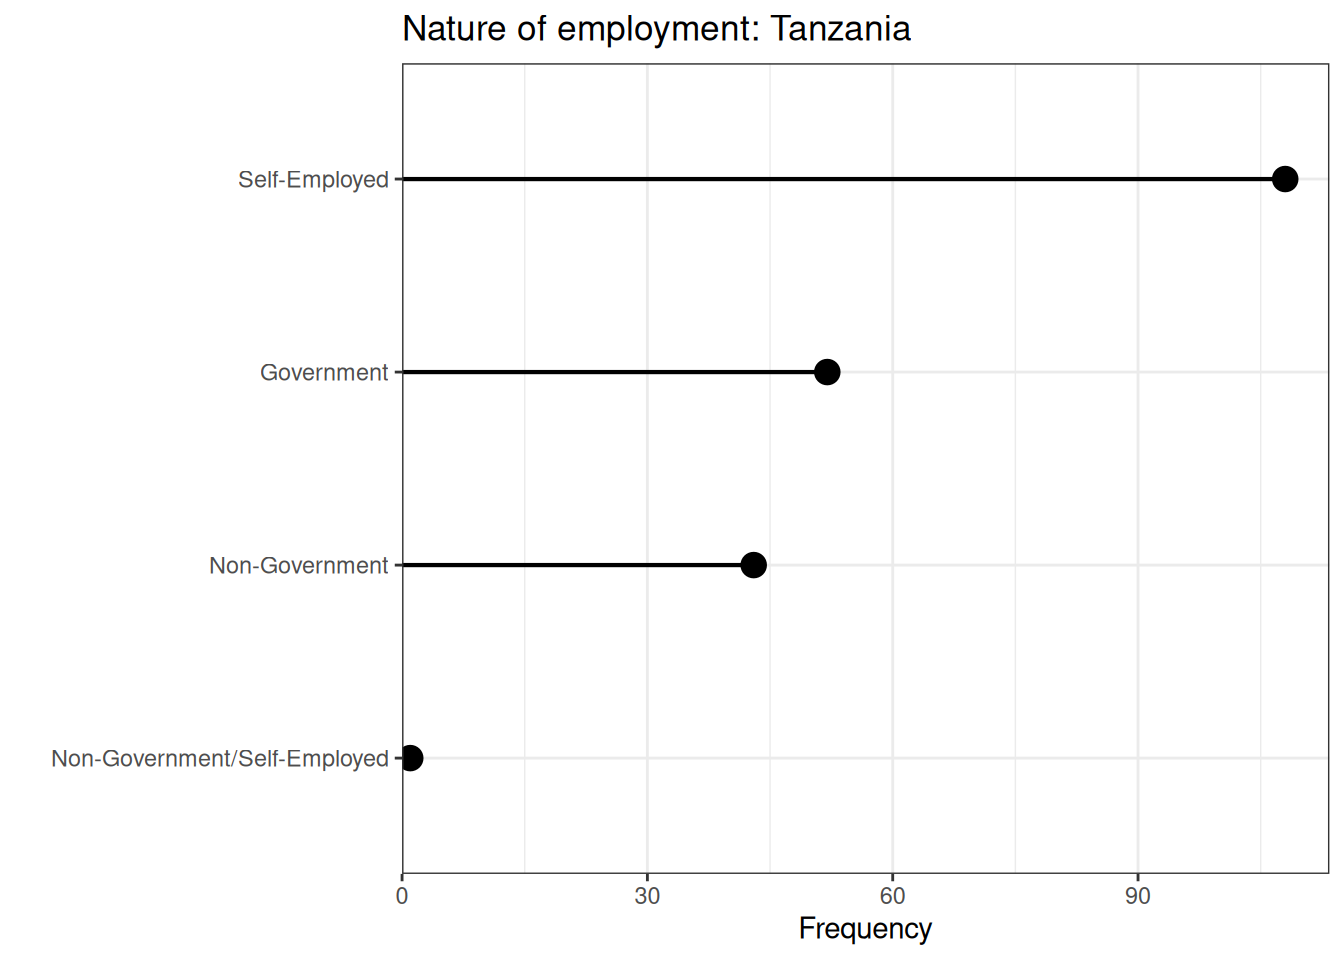 Nature of employment: Tanzania
Self-Employed
Government
Non-Government
Non-Government/Self-Employed
0 30 60 90
Frequency